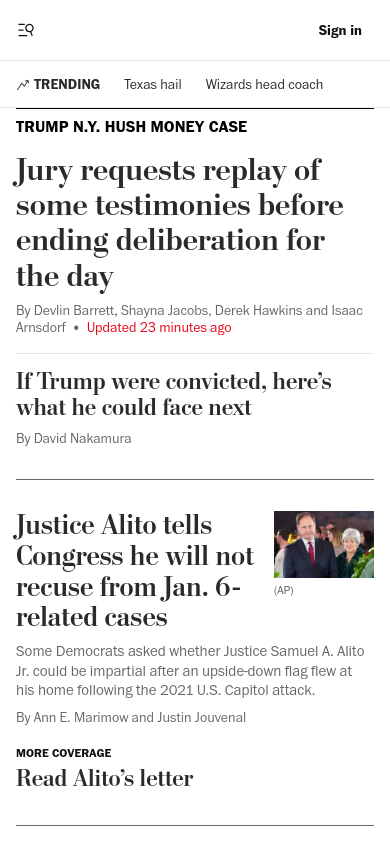 Sign in
TRENDING Texas hail Wizards head coach
TRUMP N.Y. HUSH MONEY CASE
Jury requests replay of
some testimonies before
ending deliberation for
the day
By Devlin Barrett, Shayna Jacobs, Derek Hawkins and Isaac
Arnsdorf • Updated 23 minutes ago
If Trump were convicted, here’s
what he could face next
By David Nakamura
Justice Alito tells
Congress he will not
recuse from Jan. 6-
related cases
(AP)
Some Democrats asked whether Justice Samuel A. Alito
Jr. could be impartial after an upside-down flag flew at
his home following the 2021 U.S. Capitol attack.
By Ann E. Marimow and Justin Jouvenal
MORE COVERAGE
Read Alito’s letter